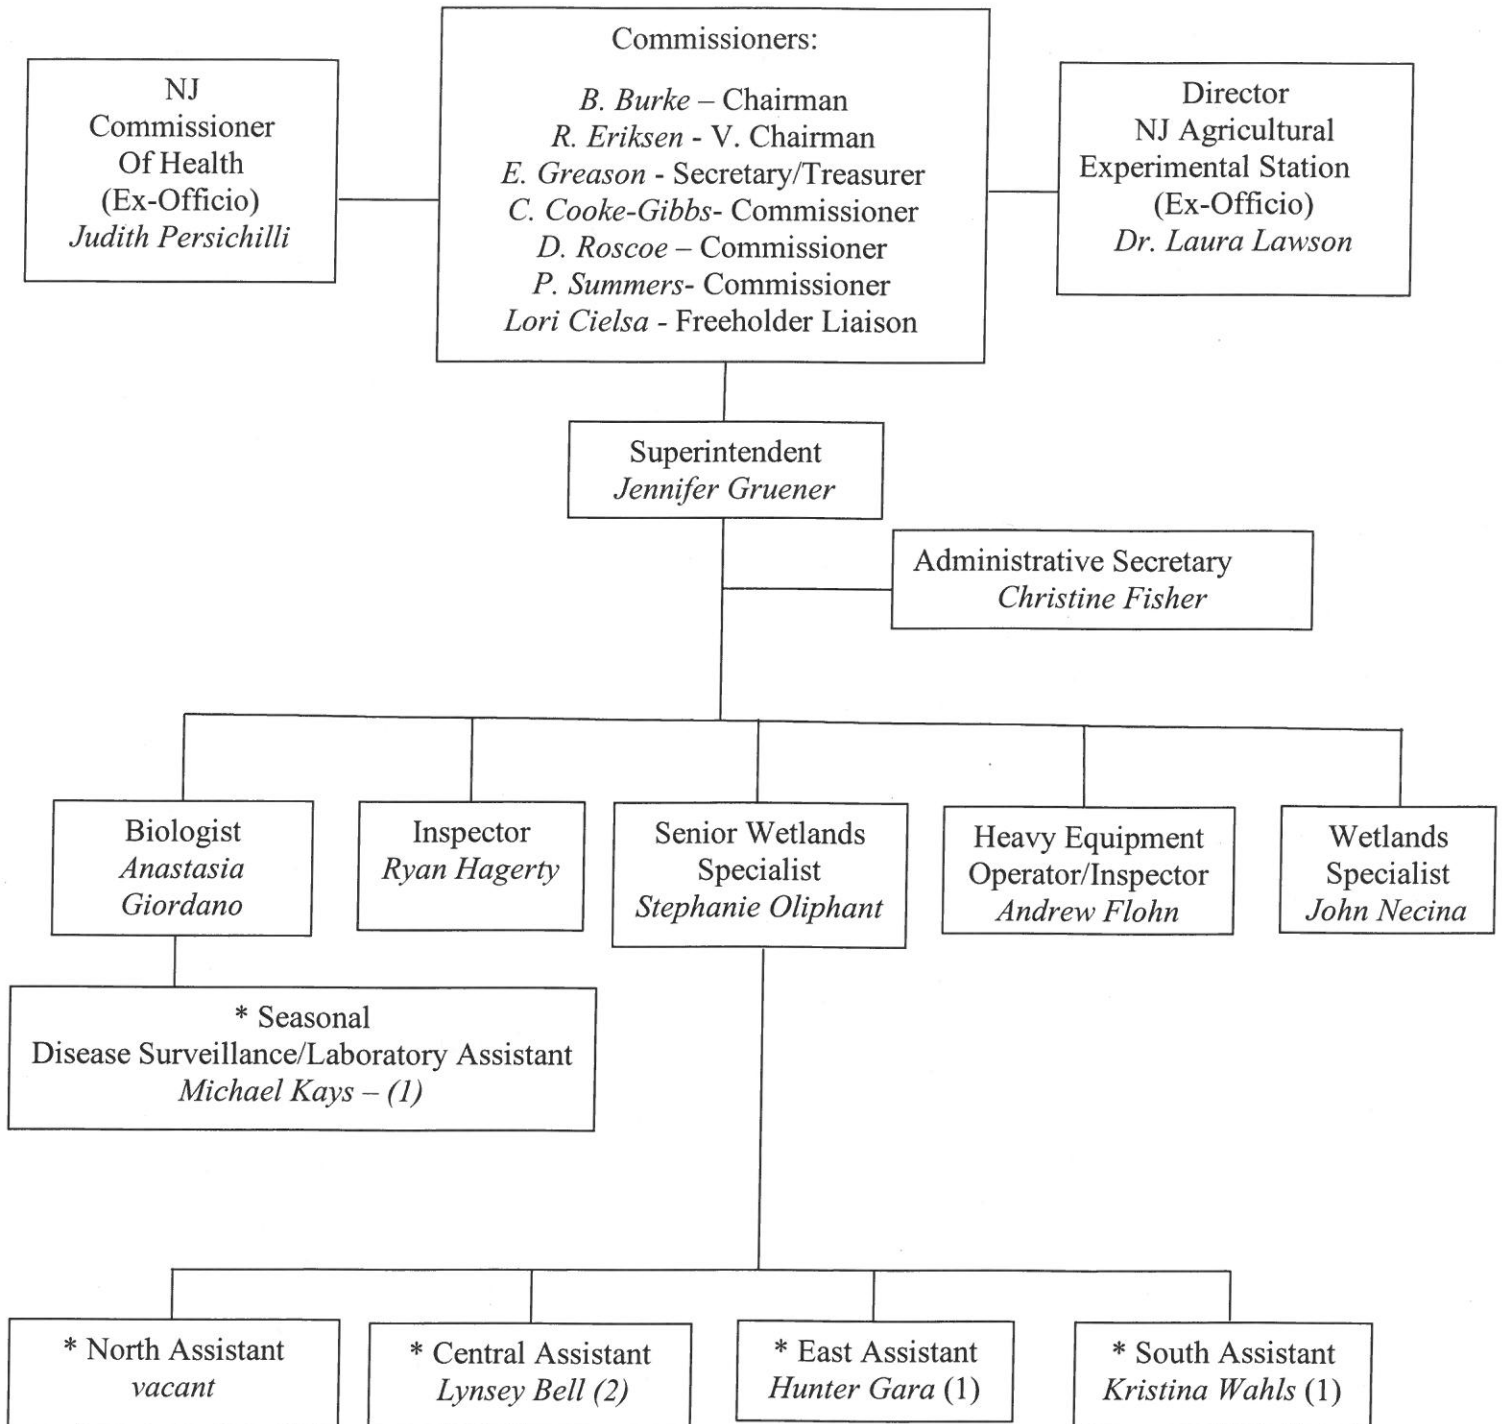 Commissioners:
B. Burke – Chairman
R. Eriksen - V. Chairman
E. Greason - Secretary/Treasurer
C. Cooke-Gibbs- Commissioner
D. Roscoe – Commissioner
P. Summers- Commissioner
Lori Cielsa - Freeholder Liaison
NJ
Commissioner
Of Health
(Ex-Officio)
Judith Persichilli
Director
NJ Agricultural
Experimental Station
(Ex-Officio)
Dr. Laura Lawson
Superintendent
Jennifer Gruener
Administrative Secretary
Christine Fisher
Biologist
Anastasia
Giordano
Inspector
Ryan Hagerty
Senior Wetlands
Specialist
Stephanie Oliphant
Heavy Equipment
Operator/Inspector
Andrew Flohn
Wetlands
Specialist
John Necina
* Seasonal
Disease Surveillance/Laboratory Assistant
Michael Kays – (1)
* North Assistant
vacant
* Central Assistant
Lynsey Bell (2)
* East Assistant
Hunter Gara (1)
* South Assistant
Kristina Wahls (1)